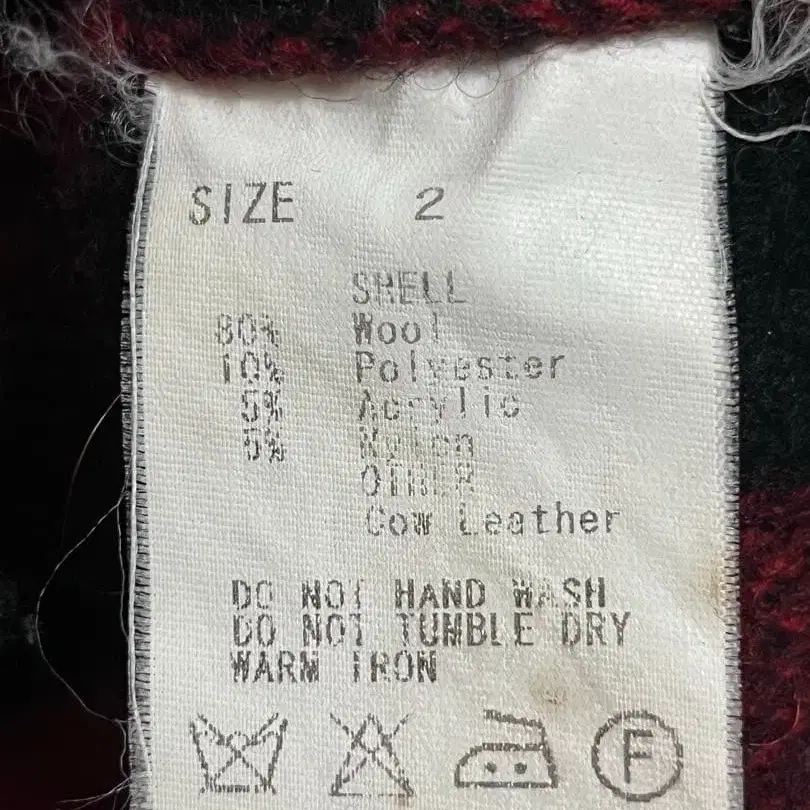 SIZE 2
SHELL
80% Wool
10% Polyester
5% Acrylic
5% Nylon
OTHER
Cow Leather
DO NOT HAND WASH
DO NOT TUMBLE DRY
WARM IRON
F